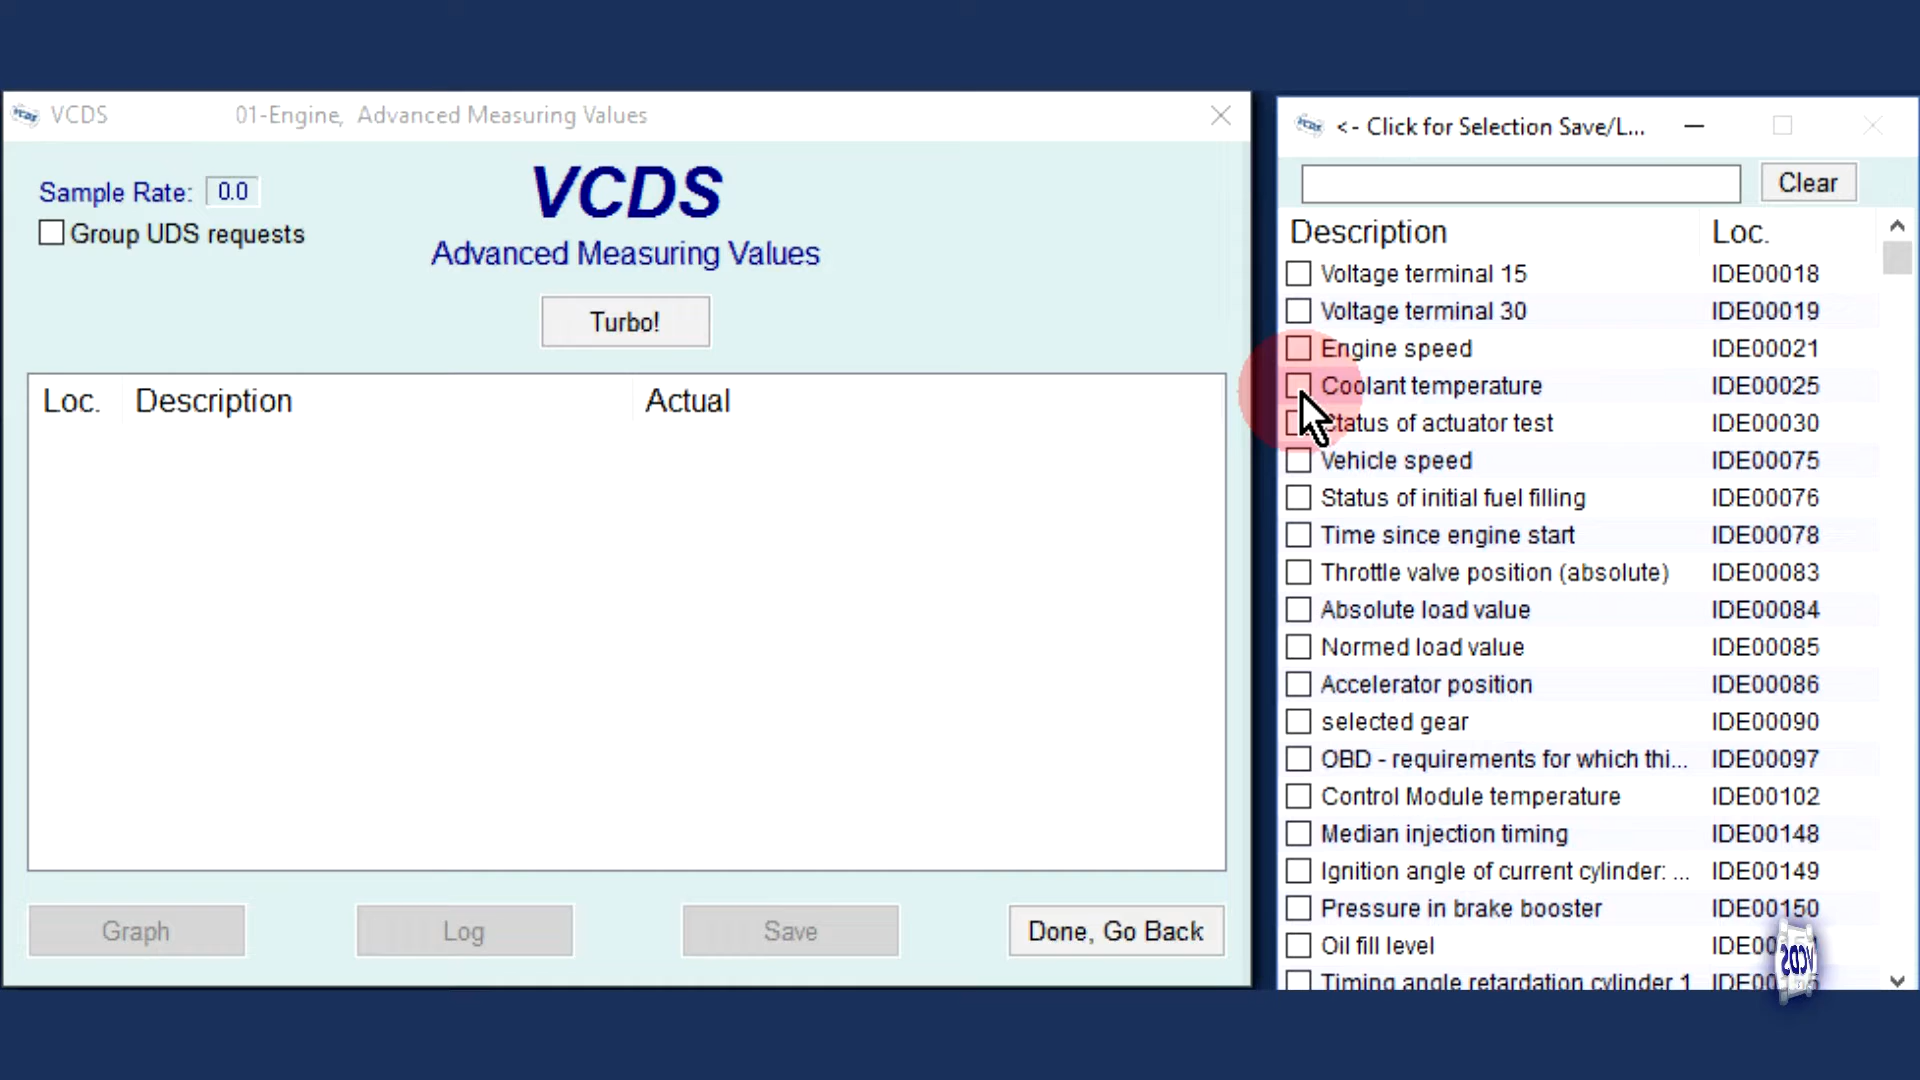 VCDS 01-Engine, Advanced Measuring Values
Sample Rate: 0.0
Group UDS requests
VCDS
Advanced Measuring Values
Turbo!
Loc. Description Actual
Graph Log Save Done, Go Back
<- Click for Selection Save/L...
Clear
Description Loc.
Voltage terminal 15 IDE00018
Voltage terminal 30 IDE00019
Engine speed IDE00021
Coolant temperature IDE00025
Status of actuator test IDE00030
Vehicle speed IDE00075
Status of initial fuel filling IDE00076
Time since engine start IDE00078
Throttle valve position (absolute) IDE00083
Absolute load value IDE00084
Normed load value IDE00085
Accelerator position IDE00086
selected gear IDE00090
OBD - requirements for which thi... IDE00097
Control Module temperature IDE00102
Median injection timing IDE00148
Ignition angle of current cylinder: ... IDE00149
Pressure in brake booster IDE00150
Oil fill level
Timing angle retardation cylinder 1
VCDS